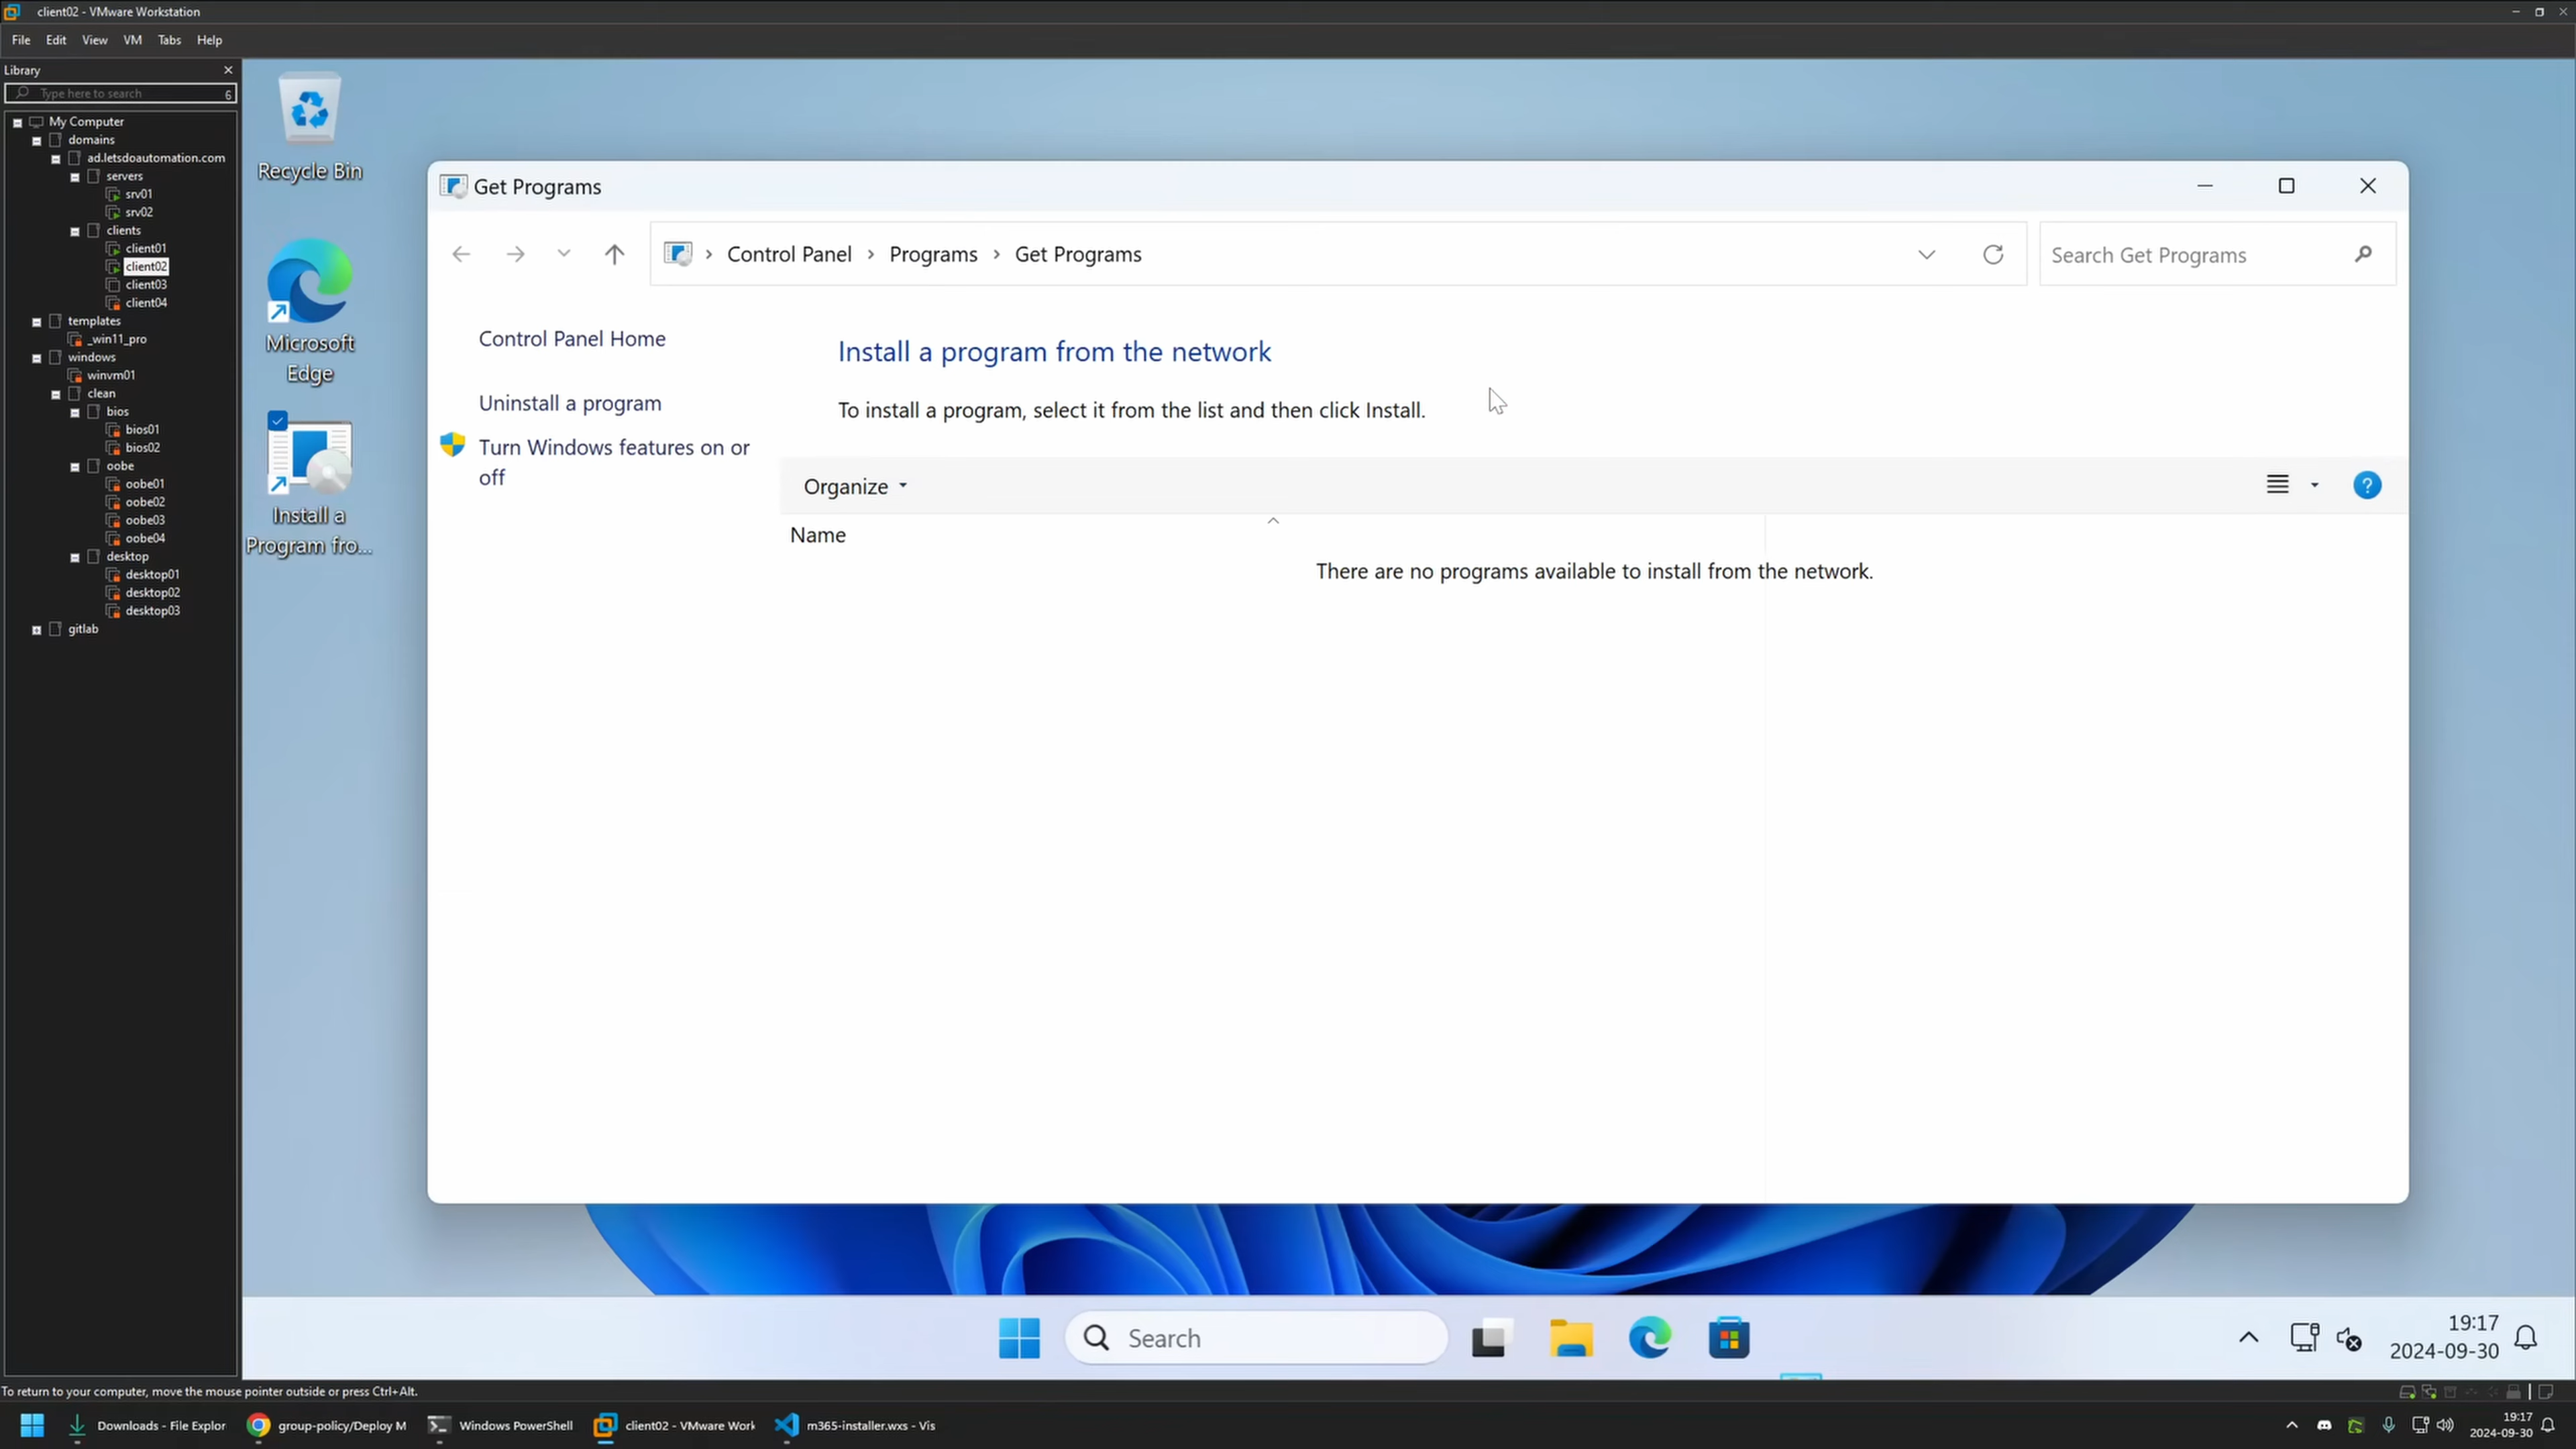 client02 - VMware Workstation
File Edit View VM Tabs Help
Library
Type here to search 6
My Computer
domains
ad.letsdoautomation.com
servers
srv01
srv02
clients
client01
client02
client03
client04
templates
_win11_pro
windows
winvm01
clean
bios
bios01
bios02
oobe
oobe01
oobe02
oobe03
oobe04
desktop
desktop01
desktop02
desktop03
gitlab
Recycle Bin
Microsoft
Edge
Install a
Program fro...
Get Programs
Control Panel › Programs › Get Programs
Search Get Programs
Control Panel Home
Uninstall a program
Turn Windows features on or
off
Install a program from the network
To install a program, select it from the list and then click Install.
Organize
Name
There are no programs available to install from the network.
Search
19:17
2024-09-30
To return to your computer, move the mouse pointer outside or press Ctrl+Alt.
Downloads - File Explor
group-policy/Deploy M
Windows PowerShell
client02 - VMware Work
m365-installer.wxs - Vis
19:17
2024-09-30